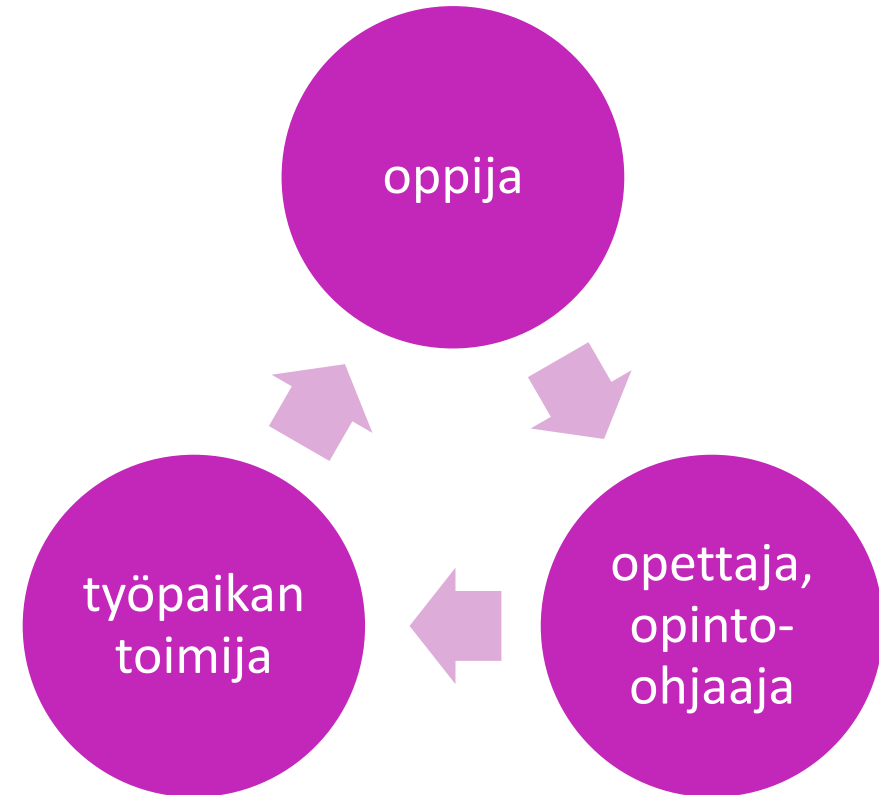 oppija
opettaja,
opinto-
ohjaaja
työpaikan
toimija